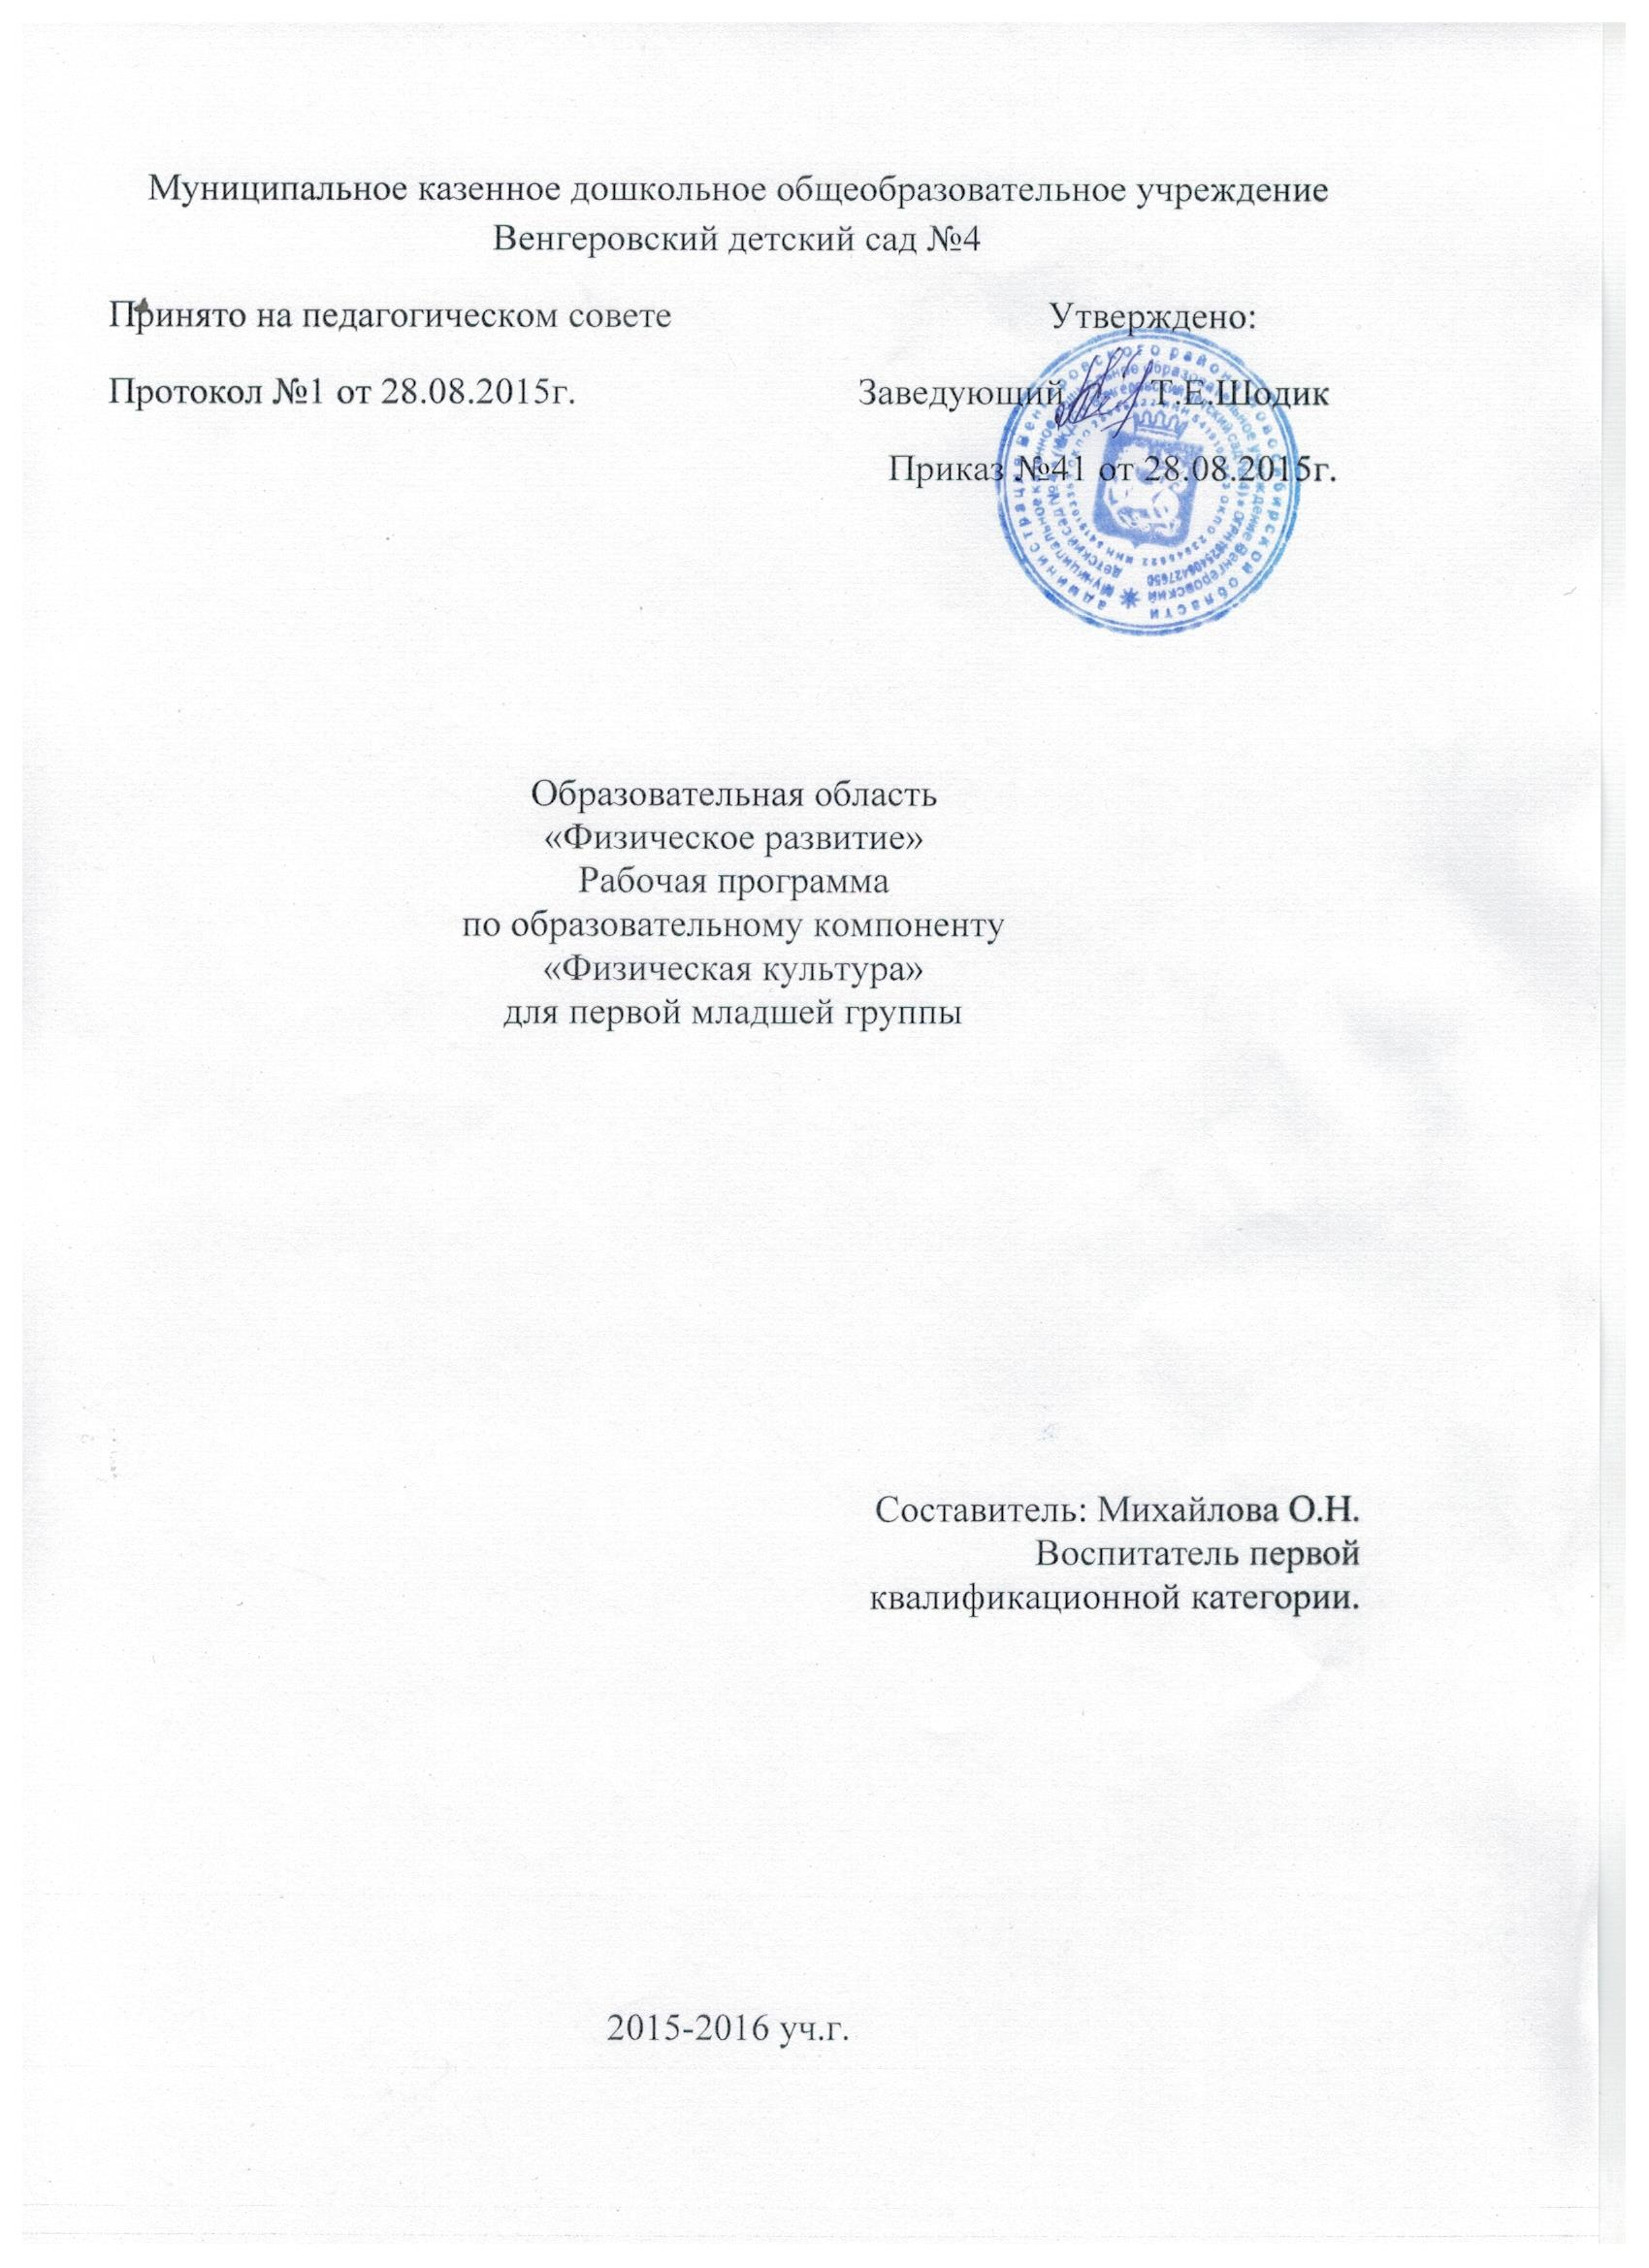 Муниципальное казенное дошкольное общеобразовательное учреждение
Венгеровский детский сад №4
Принято на педагогическом совете
Утверждено:
Протокол №1 от 28.08.2015г.
Заведующий Т.Е.Шодик
Приказ №41 от 28.08.2015г.
Образовательная область
«Физическое развитие»
Рабочая программа
по образовательному компоненту
«Физическая культура»
для первой младшей группы
Составитель: Михайлова О.Н.
Воспитатель первой
квалификационной категории.
2015-2016 уч.г.